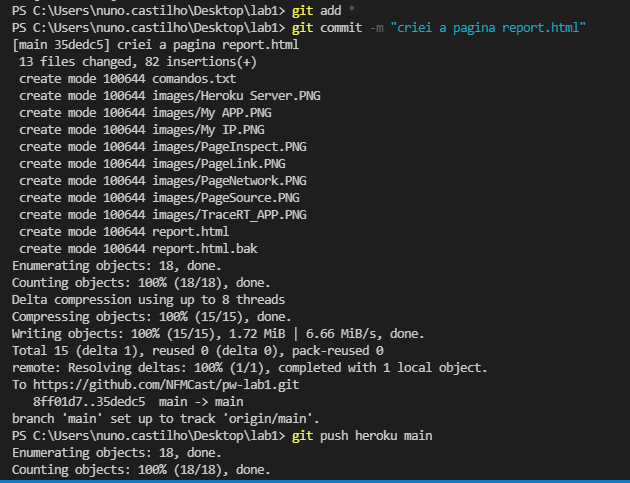 PS C:\Users\nuno.castilho\Desktop\lab1> git add *
PS C:\Users\nuno.castilho\Desktop\lab1> git commit -m "criei a pagina report.html"
[main 35dedc5] criei a pagina report.html
 13 files changed, 82 insertions(+)
 create mode 100644 comandos.txt
 create mode 100644 images/Heroku Server.PNG
 create mode 100644 images/My APP.PNG
 create mode 100644 images/My IP.PNG
 create mode 100644 images/PageInspect.PNG
 create mode 100644 images/PageLink.PNG
 create mode 100644 images/PageNetwork.PNG
 create mode 100644 images/PageSource.PNG
 create mode 100644 images/TraceRT_APP.PNG
 create mode 100644 report.html
 create mode 100644 report.html.bak
Enumerating objects: 18, done.
Counting objects: 100% (18/18), done.
Delta compression using up to 8 threads
Compressing objects: 100% (15/15), done.
Writing objects: 100% (15/15), 1.72 MiB | 6.66 MiB/s, done.
Total 15 (delta 1), reused 0 (delta 0), pack-reused 0
remote: Resolving deltas: 100% (1/1), completed with 1 local object.
To https://github.com/NFMCast/pw-lab1.git
   8ff01d7..35dedc5  main -> main
branch 'main' set up to track 'origin/main'.
PS C:\Users\nuno.castilho\Desktop\lab1> git push heroku main
Enumerating objects: 18, done.
Counting objects: 100% (18/18), done.